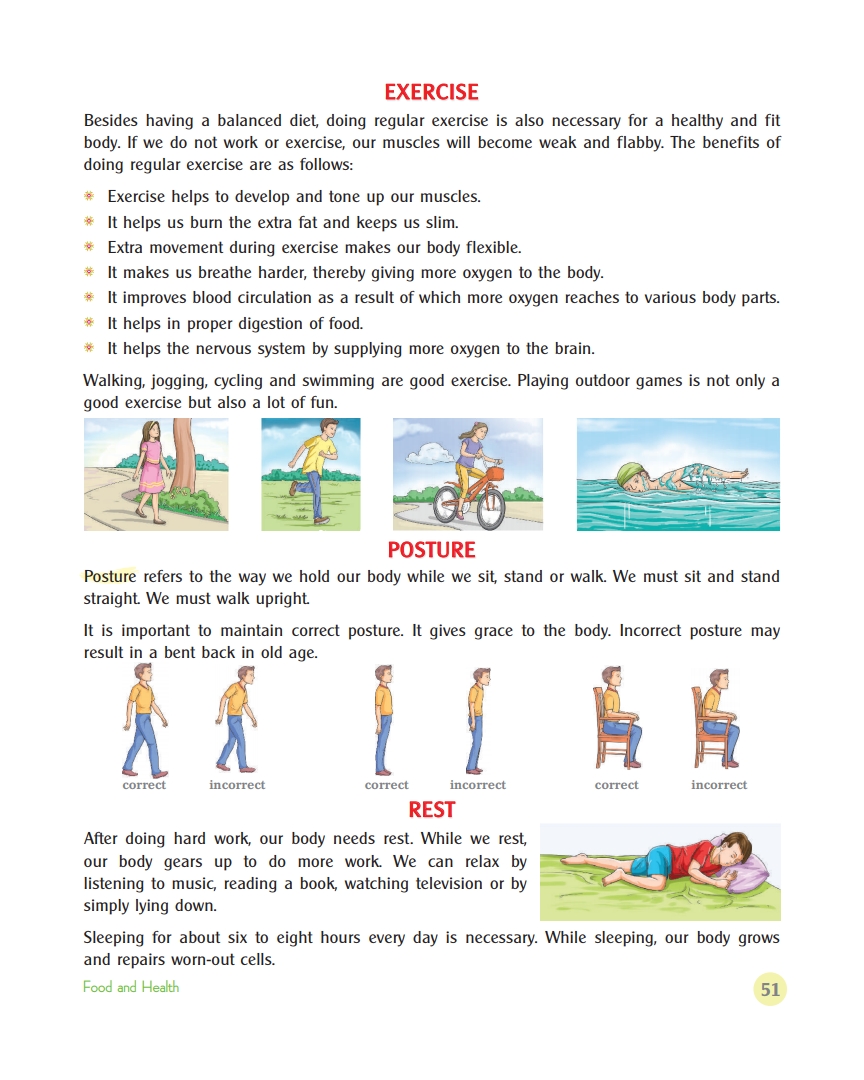 EXERCISE
Besides having a balanced diet, doing regular exercise is also necessary for a healthy and fit
body. If we do not work or exercise, our muscles will become weak and flabby. The benefits of
doing regular exercise are as follows:
Exercise helps to develop and tone up our muscles.
It helps us burn the extra fat and keeps us slim.
Extra movement during exercise makes our body flexible.
It makes us breathe harder, thereby giving more oxygen to the body.
It improves blood circulation as a result of which more oxygen reaches to various body parts.
It helps in proper digestion of food.
It helps the nervous system by supplying more oxygen to the brain.
Walking, jogging, cycling and swimming are good exercise. Playing outdoor games is not only a
good exercise but also a lot of fun.
POSTURE
Posture refers to the way we hold our body while we sit, stand or walk. We must sit and stand
straight. We must walk upright.
It is important to maintain correct posture. It gives grace to the body. Incorrect posture may
result in a bent back in old age.
correct incorrect correct incorrect correct incorrect
REST
After doing hard work, our body needs rest. While we rest,
our body gears up to do more work. We can relax by
listening to music, reading a book, watching television or by
simply lying down.
Sleeping for about six to eight hours every day is necessary. While sleeping, our body grows
and repairs worn-out cells.
Food and Health
51